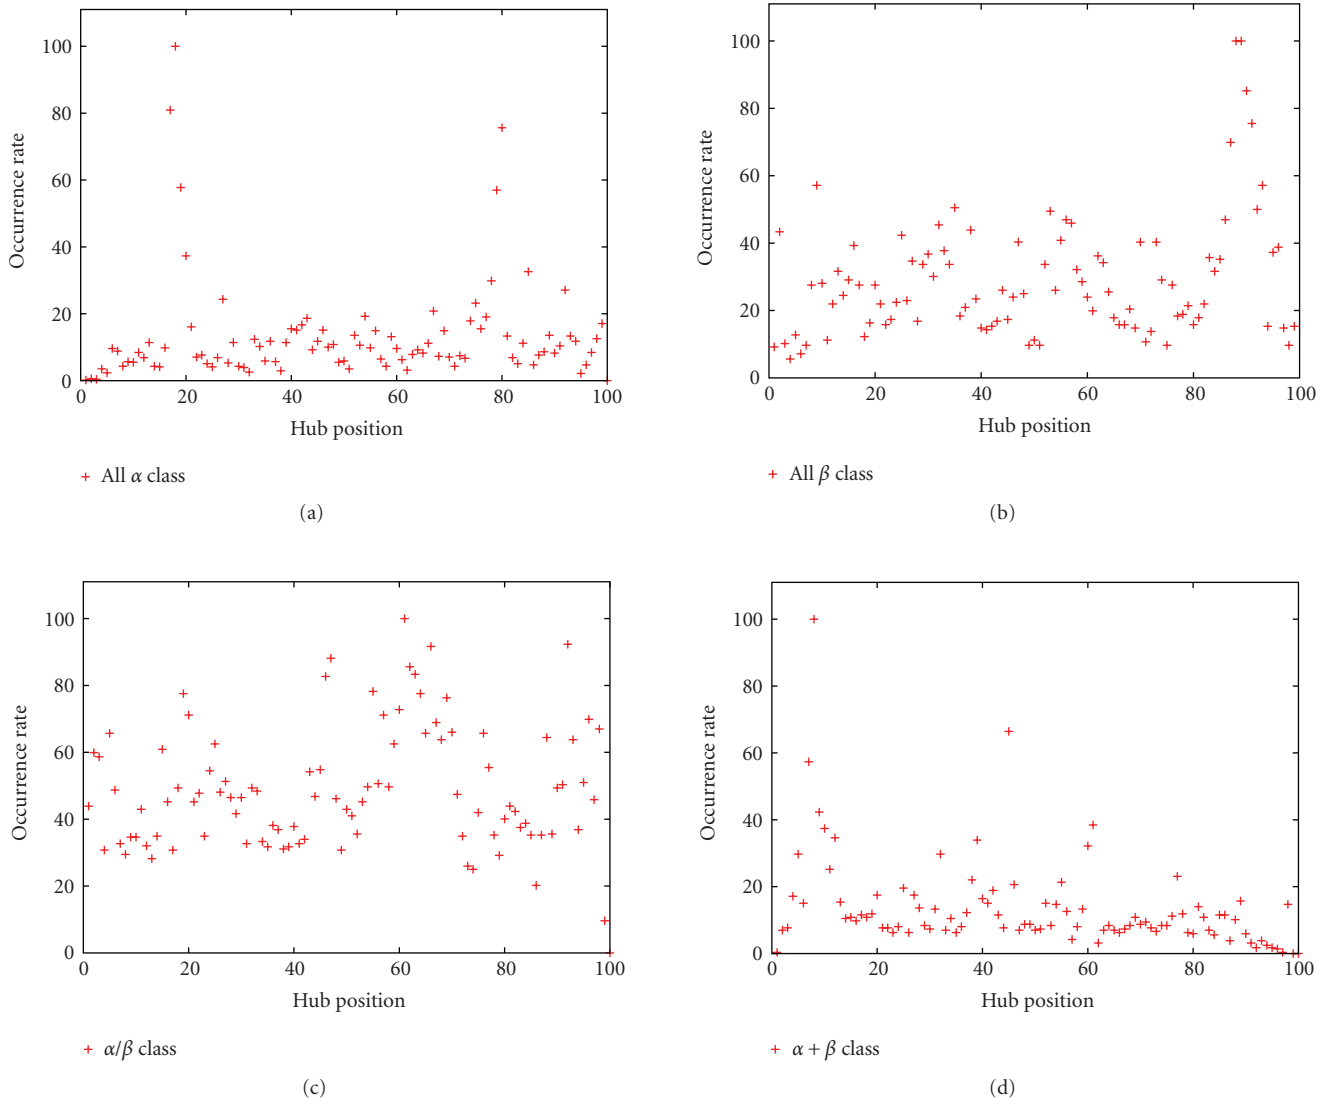 100
80
60
40
20
0
Occurrence rate
0 20 40 60 80 100
Hub position
+ All α class
(a)
100
80
60
40
20
0
Occurrence rate
0 20 40 60 80 100
Hub position
+ All β class
(b)
100
80
60
40
20
0
Occurrence rate
0 20 40 60 80 100
Hub position
+ α/β class
(c)
100
80
60
40
20
0
Occurrence rate
0 20 40 60 80 100
Hub position
+ α + β class
(d)